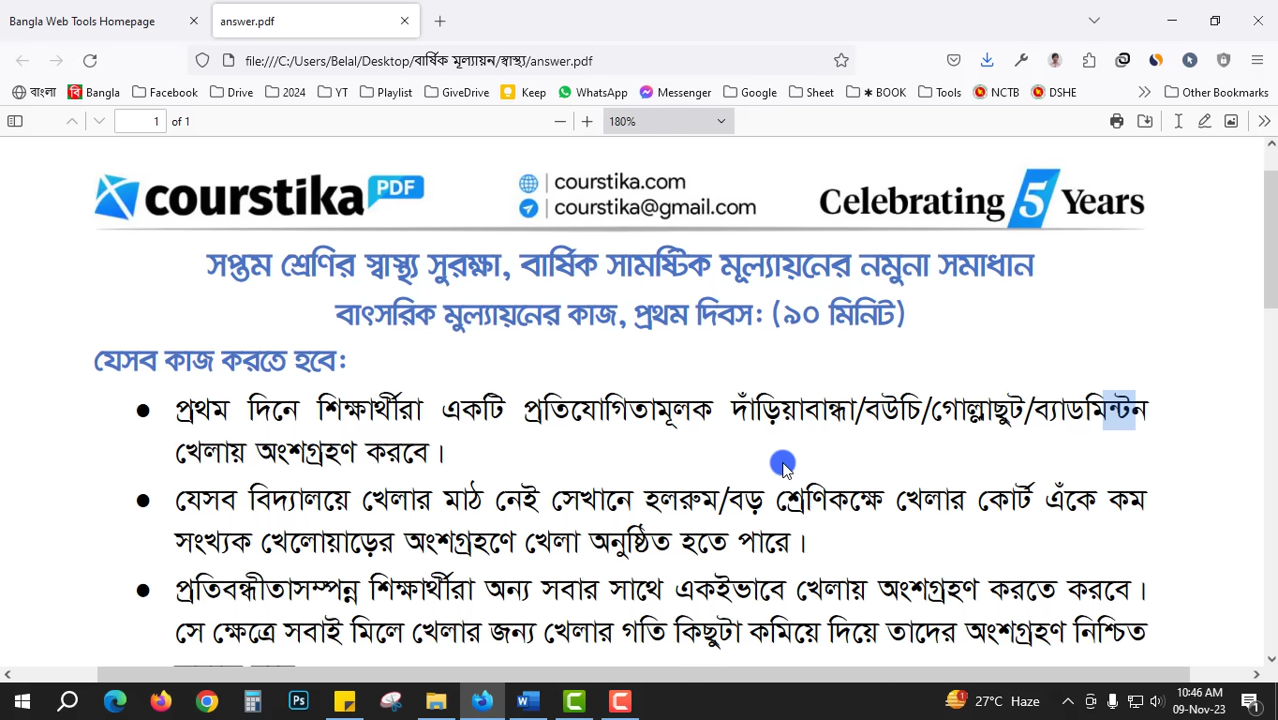 Bangla Web Tools Homepage
answer.pdf
file:///C:/Users/Belal/Desktop/বার্ষিক মূল্যায়ন/স্বাস্থ্য/answer.pdf
বাংলা
Bangla
Facebook
Drive
2024
YT
Playlist
GiveDrive
Keep
WhatsApp
Messenger
Google
Sheet
✱ BOOK
Tools
NCTB
DSHE
Other Bookmarks
1 of 1
180%
courstika PDF
courstika.com
courstika@gmail.com
Celebrating 5 Years
সপ্তম শ্রেণির স্বাস্থ্য সুরক্ষা, বার্ষিক সামষ্টিক মূল্যায়নের নমুনা সমাধান
বাৎসরিক মুল্যায়নের কাজ, প্রথম দিবস: (৯০ মিনিট)
যেসব কাজ করতে হবে:
● প্রথম দিনে শিক্ষার্থীরা একটি প্রতিযোগিতামূলক দাঁড়িয়াবান্ধা/বউচি/গোল্লাছুট/ব্যাডমিন্টন
খেলায় অংশগ্রহণ করবে।
● যেসব বিদ্যালয়ে খেলার মাঠ নেই সেখানে হলরুম/বড় শ্রেণিকক্ষে খেলার কোর্ট এঁকে কম
সংখ্যক খেলোয়াড়ের অংশগ্রহণে খেলা অনুষ্ঠিত হতে পারে।
● প্রতিবন্ধীতাসম্পন্ন শিক্ষার্থীরা অন্য সবার সাথে একইভাবে খেলায় অংশগ্রহণ করতে করবে।
সে ক্ষেত্রে সবাই মিলে খেলার জন্য খেলার গতি কিছুটা কমিয়ে দিয়ে তাদের অংশগ্রহণ নিশ্চিত
27°C Haze
10:46 AM
09-Nov-23